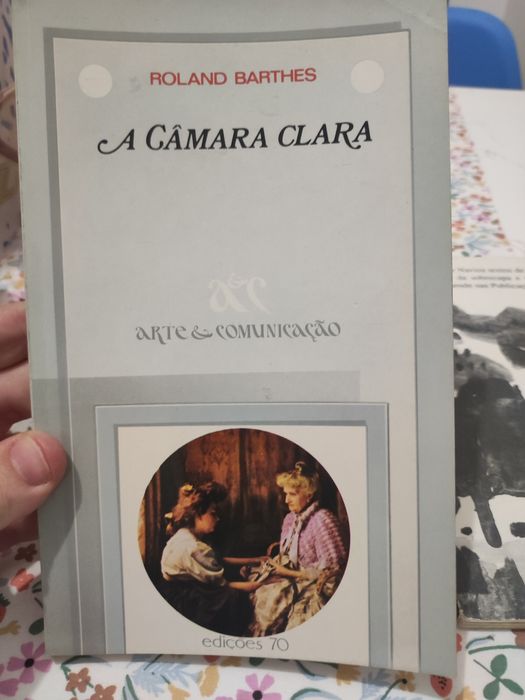 ROLAND BARTHES
A CÂMARA CLARA
a&c
ARTE & COMUNICAÇÃO
edições 70